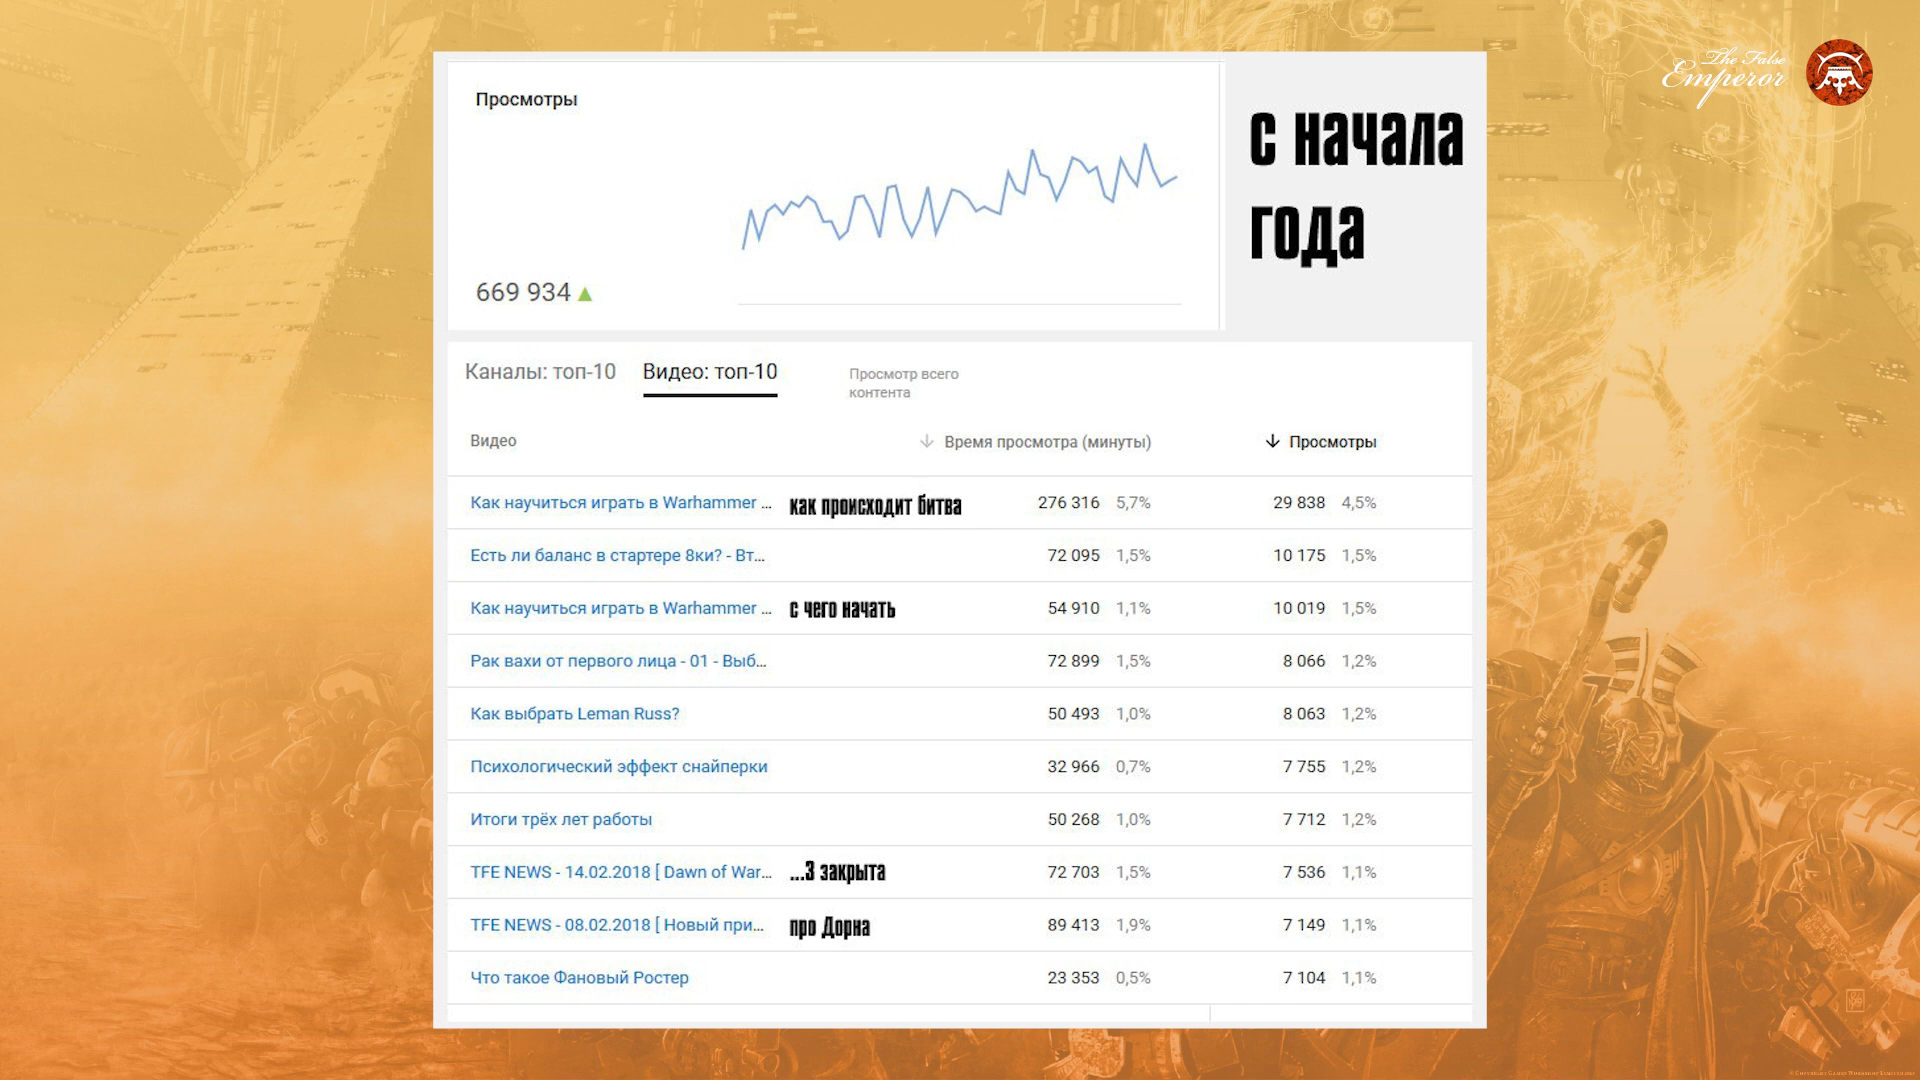 The False
Emperor
Просмотры
с начала
года
669 934
Каналы: топ-10 Видео: топ-10 Просмотр всего
контента
Видео Время просмотра (минуты) Просмотры
Как научиться играть в Warhammer ... как происходит битва 276 316 5,7% 29 838 4,5%
Есть ли баланс в стартере 8ки? - Вт... 72 095 1,5% 10 175 1,5%
Как научиться играть в Warhammer ... с чего начать 54 910 1,1% 10 019 1,5%
Рак вахи от первого лица - 01 - Выб... 72 899 1,5% 8 066 1,2%
Как выбрать Leman Russ? 50 493 1,0% 8 063 1,2%
Психологический эффект снайперки 32 966 0,7% 7 755 1,2%
Итоги трёх лет работы 50 268 1,0% 7 712 1,2%
TFE NEWS - 14.02.2018 [ Dawn of War... ...3 закрыта 72 703 1,5% 7 536 1,1%
TFE NEWS - 08.02.2018 [ Новый при... про Дорна 89 413 1,9% 7 149 1,1%
Что такое Фановый Ростер 23 353 0,5% 7 104 1,1%